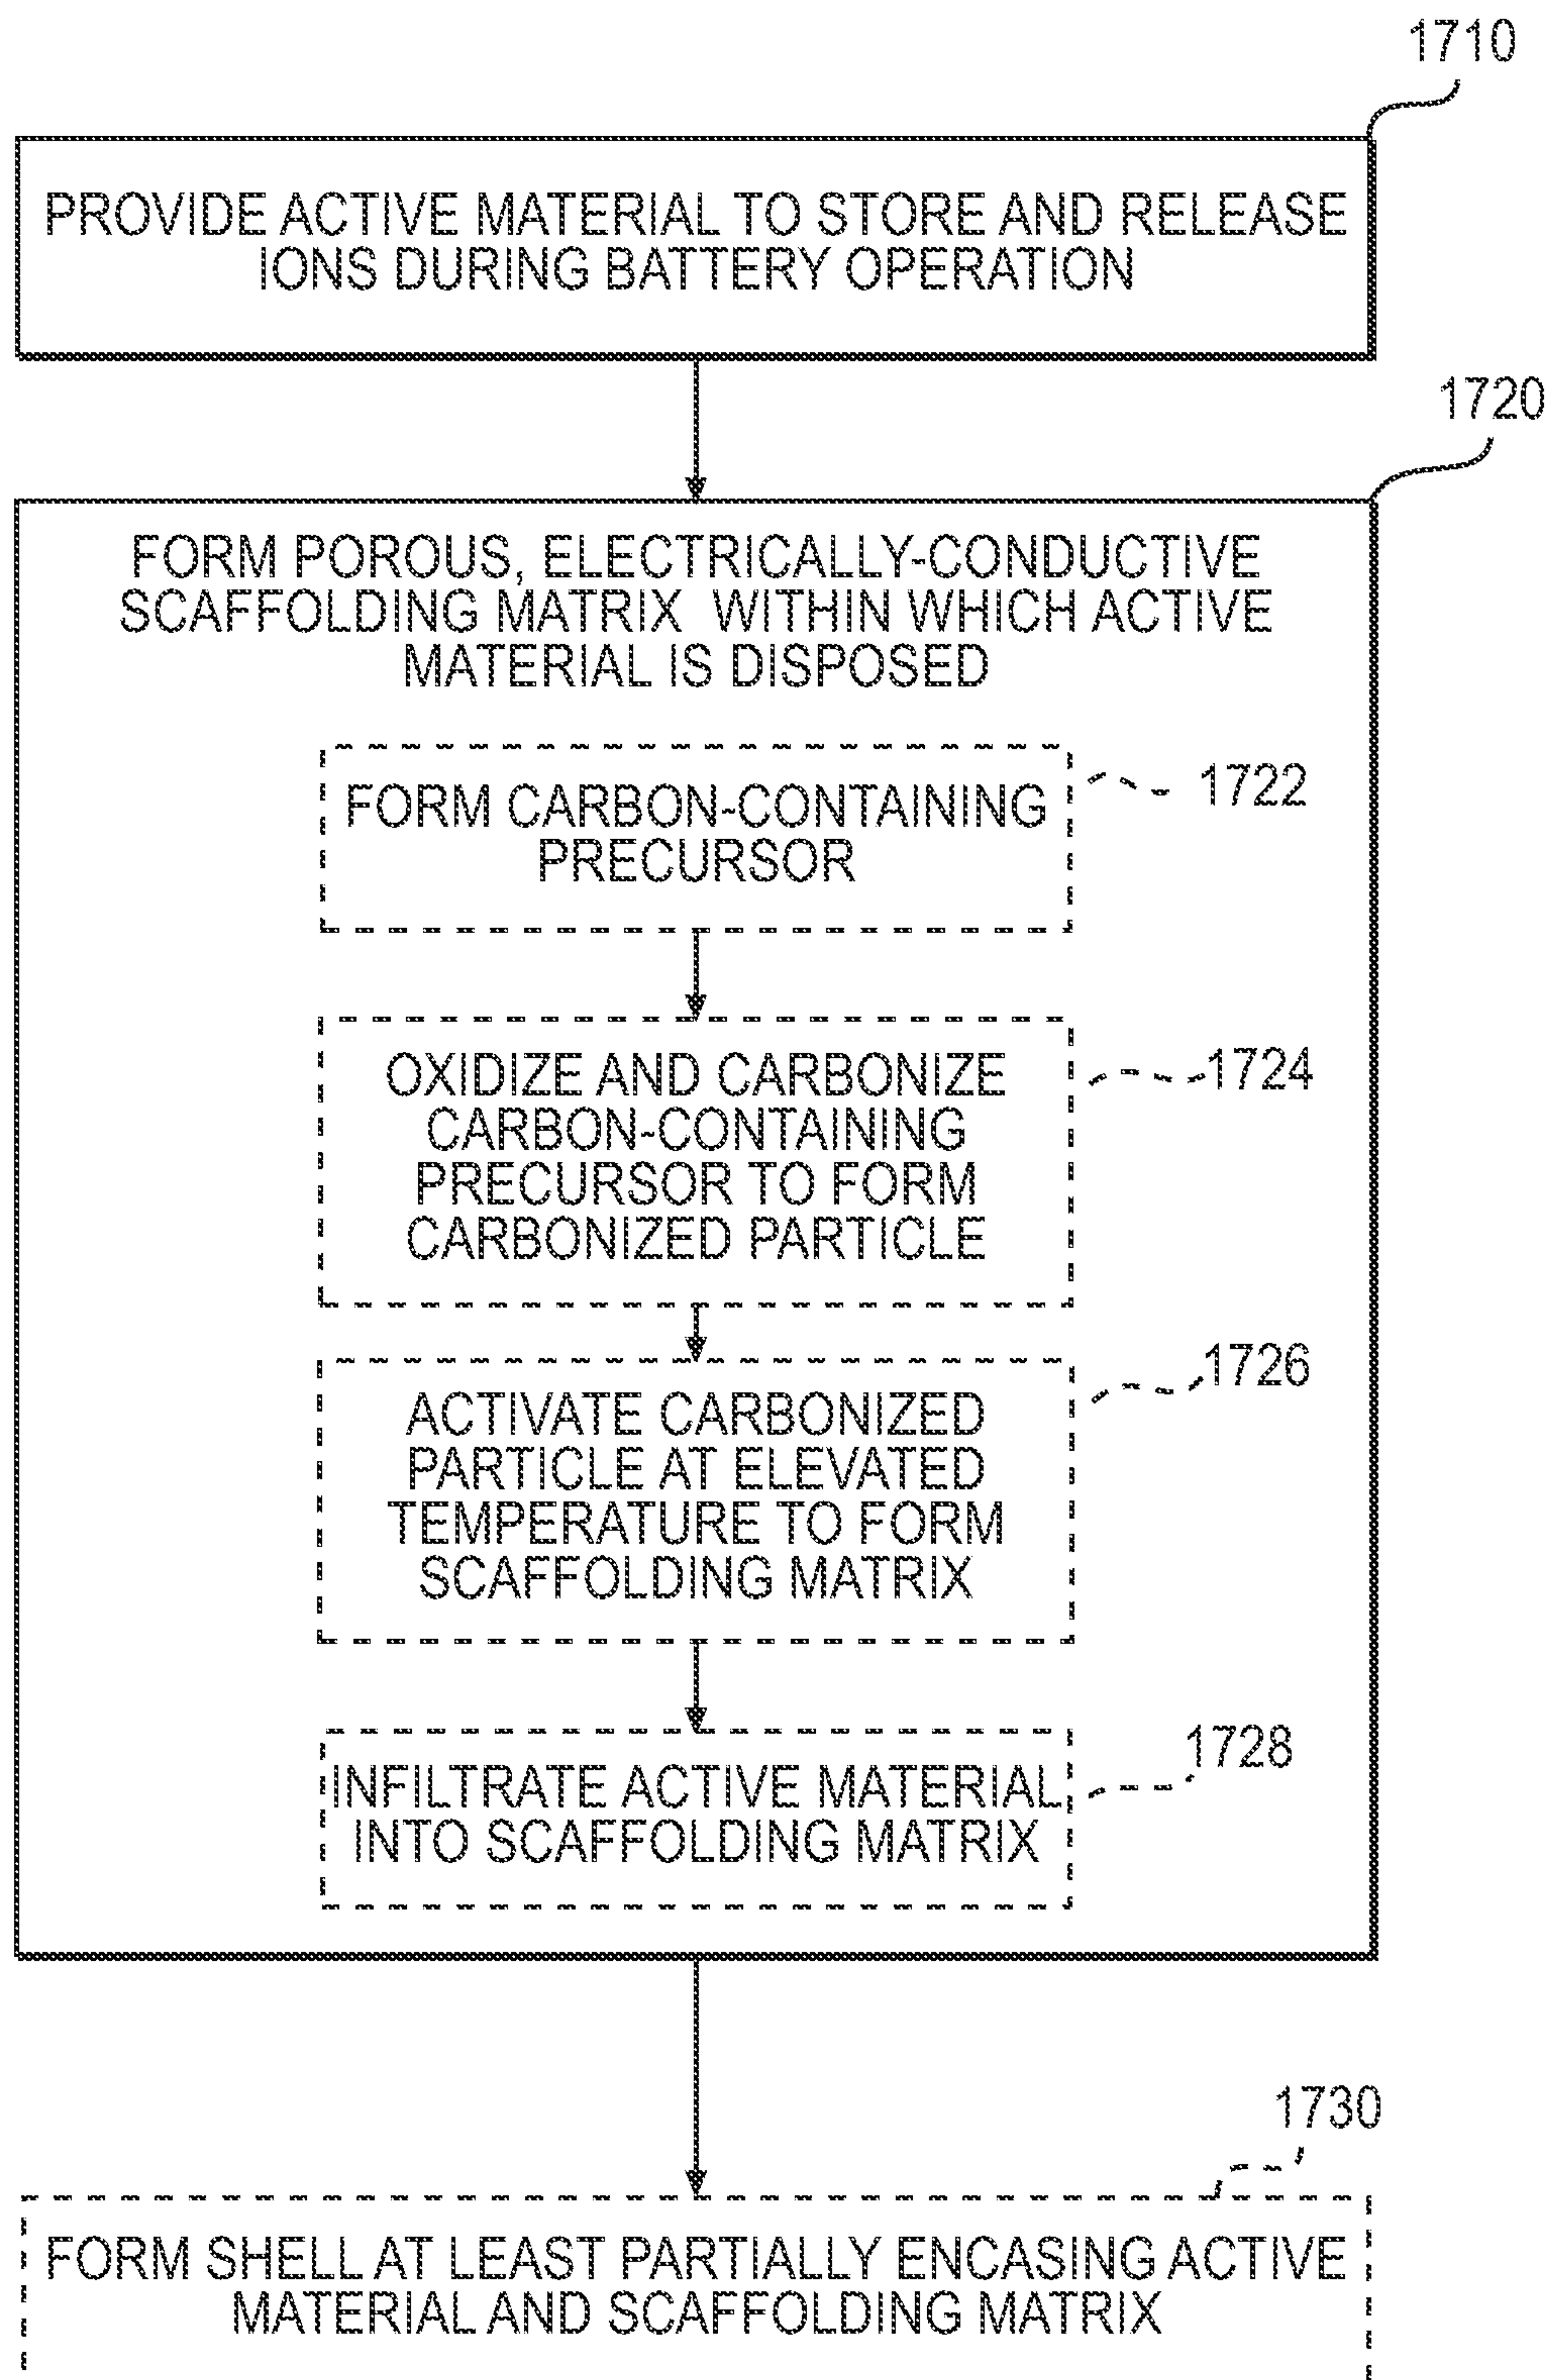 1710
PROVIDE ACTIVE MATERIAL TO STORE AND RELEASE
IONS DURING BATTERY OPERATION
1720
FORM POROUS, ELECTRICALLY-CONDUCTIVE
SCAFFOLDING MATRIX WITHIN WHICH ACTIVE
MATERIAL IS DISPOSED
FORM CARBON-CONTAINING
PRECURSOR
1722
OXIDIZE AND CARBONIZE
CARBON-CONTAINING
PRECURSOR TO FORM
CARBONIZED PARTICLE
1724
ACTIVATE CARBONIZED
PARTICLE AT ELEVATED
TEMPERATURE TO FORM
SCAFFOLDING MATRIX
1726
INFILTRATE ACTIVE MATERIAL
INTO SCAFFOLDING MATRIX
1728
1730
FORM SHELL AT LEAST PARTIALLY ENCASING ACTIVE
MATERIAL AND SCAFFOLDING MATRIX